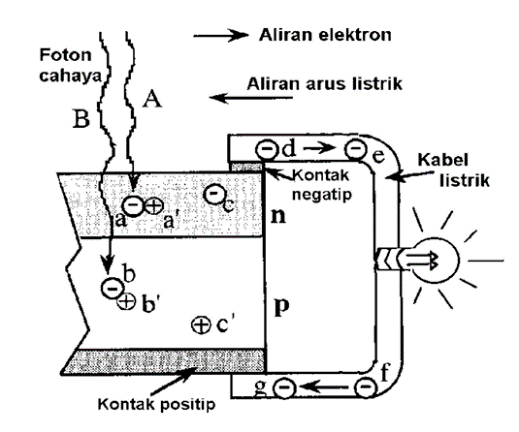 Aliran elektron
Foton
cahaya
Aliran arus listrik
B
A
d
e
Kontak
negatip
Kabel
listrik
a
a'
c
n
b
b'
p
c'
g
f
Kontak positip